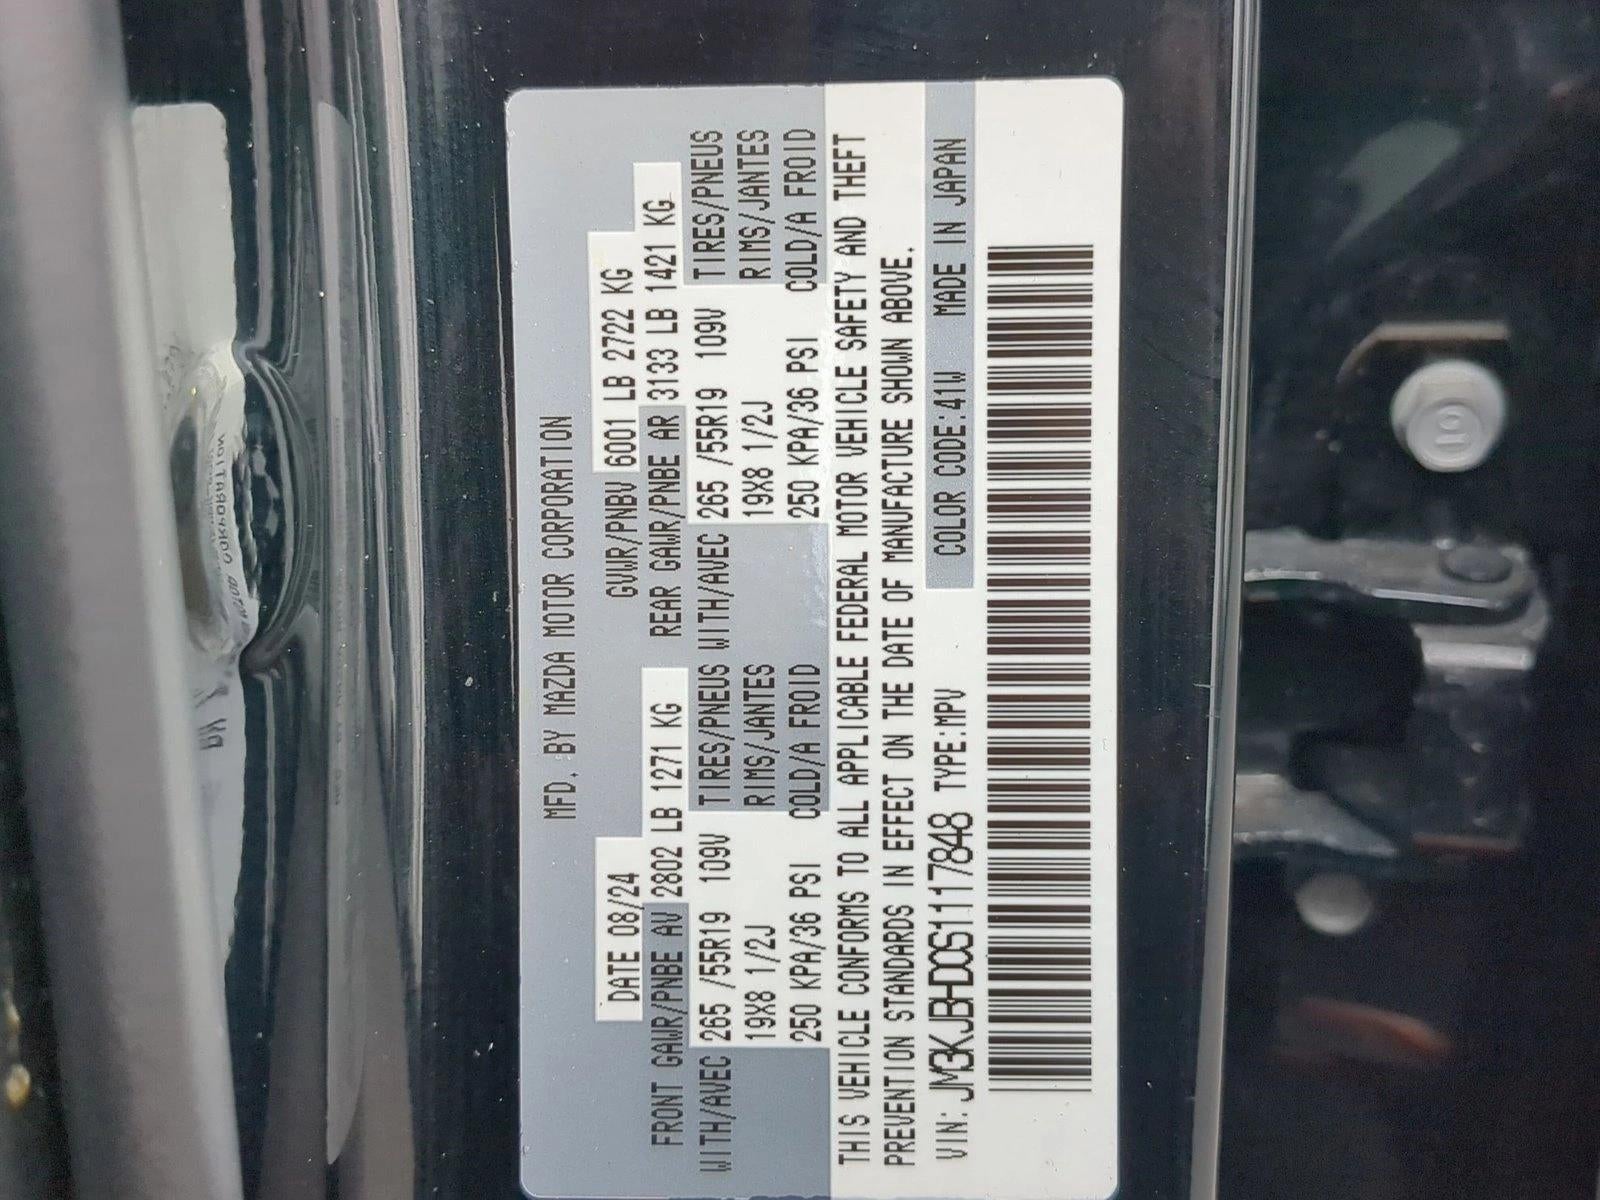 MFD. BY MAZDA MOTOR CORPORATION
DATE 08/24 GVWR/PNBV 6001 LB 2722 KG
FRONT GAWR/PNBE AV 2802 LB 1271 KG REAR GAWR/PNBE AR 3133 LB 1421 KG
WITH/AVEC 265 /55R19 109V TIRES/PNEUS WITH/AVEC 265 /55R19 109V TIRES/PNEUS
19X8 1/2J RIMS/JANTES 19X8 1/2J RIMS/JANTES
250 KPA/36 PSI COLD/A FROID 250 KPA/36 PSI COLD/A FROID
THIS VEHICLE CONFORMS TO ALL APPLICABLE FEDERAL MOTOR VEHICLE SAFETY AND THEFT
PREVENTION STANDARDS IN EFFECT ON THE DATE OF MANUFACTURE SHOWN ABOVE.
VIN: JM3KJBHD0S1117848 TYPE:MPV COLOR CODE:41W MADE IN JAPAN